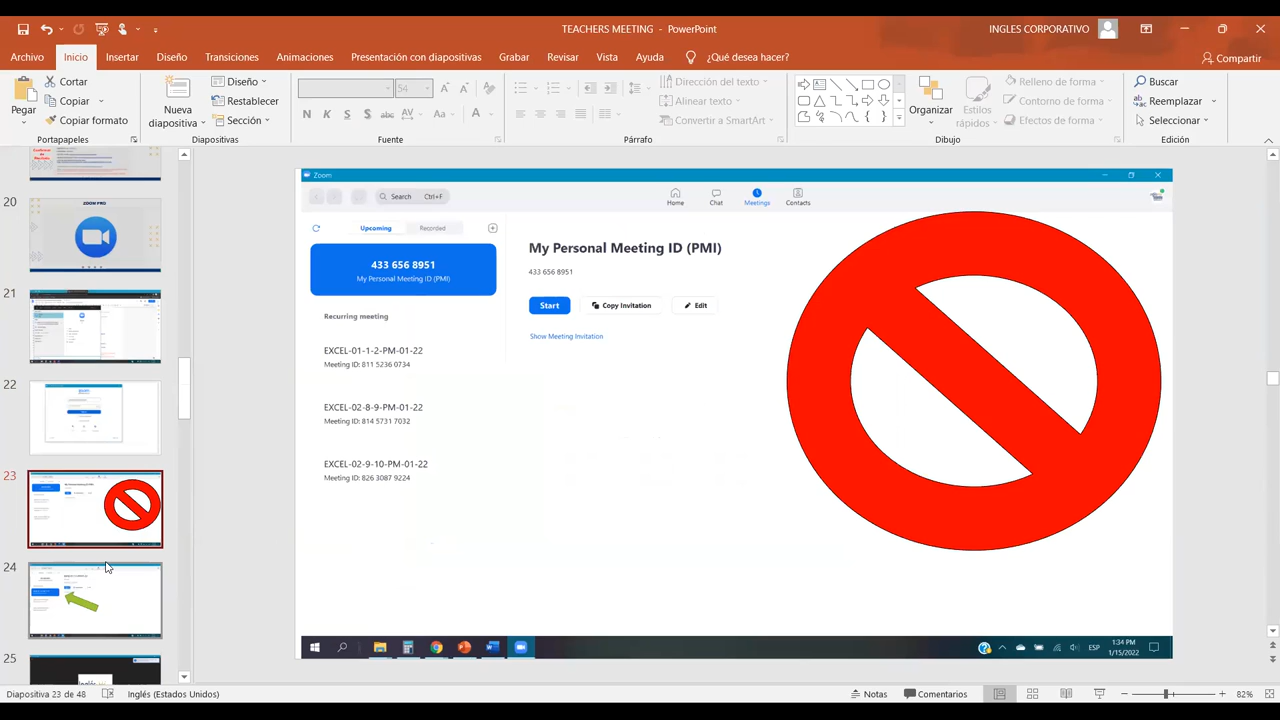 TEACHERS MEETING - PowerPoint
INGLES CORPORATIVO
Archivo Inicio Insertar Diseño Transiciones Animaciones Presentación con diapositivas Grabar Revisar Vista Ayuda ¿Qué desea hacer? Compartir
Pegar
Cortar
Copiar
Copiar formato
Portapapeles
Nueva
diapositiva
Diseño
Restablecer
Sección
Diapositivas
54
N K S S abc AV Aa A
Fuente
Dirección del texto
Alinear texto
Convertir a SmartArt
Párrafo
Organizar
Estilos
rápidos
Relleno de forma
Contorno de forma
Efectos de forma
Dibujo
Buscar
Reemplazar
Seleccionar
Edición
20
ZOOM PRO
21
22
23
24
25
Zoom
Search Ctrl+F
Home Chat Meetings Contacts
Upcoming Recorded
433 656 8951
My Personal Meeting ID (PMI)
Recurring meeting
EXCEL-01-1-2-PM-01-22
Meeting ID: 811 5236 0734
EXCEL-02-8-9-PM-01-22
Meeting ID: 814 5731 7032
EXCEL-02-9-10-PM-01-22
Meeting ID: 826 3087 9224
My Personal Meeting ID (PMI)
433 656 8951
Start Copy Invitation Edit
Show Meeting Invitation
ESP
1:34 PM
1/15/2022
Diapositiva 23 de 48 Inglés (Estados Unidos) Notas Comentarios 82%